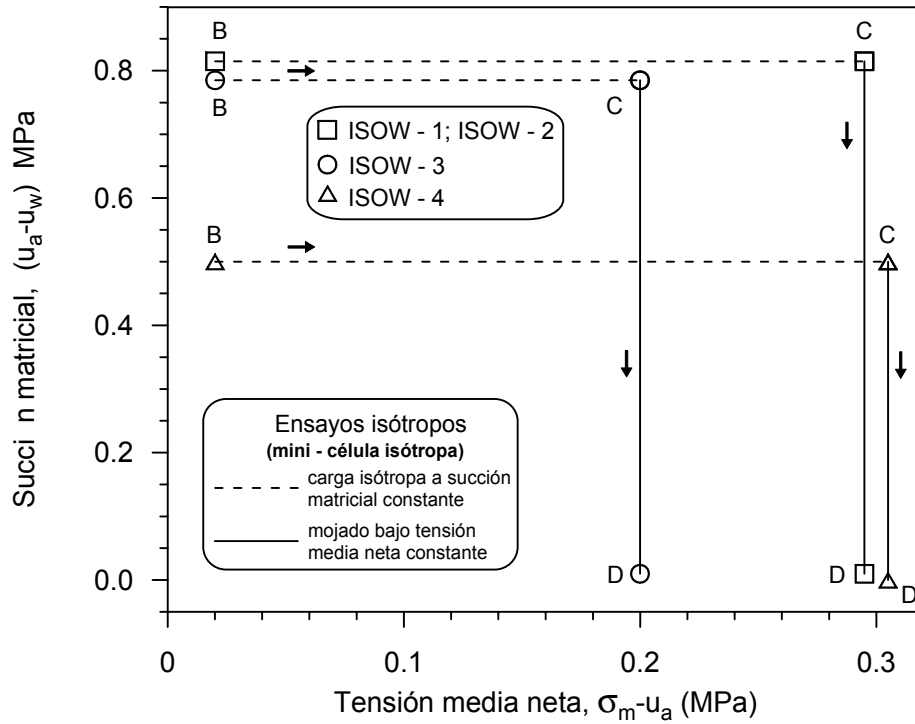 B
C
0.8
B
C
ISOW - 1; ISOW - 2
ISOW - 3
ISOW - 4
0.6
B
C
0.4
Succi n matricial, (ua-uw) MPa
Ensayos isótropos
(mini - célula isótropa)
carga isótropa a succión
matricial constante
mojado bajo tensión
media neta constante
0.2
0.0
D
D
D
0
0.1
0.2
0.3
Tensión media neta, σm-ua (MPa)